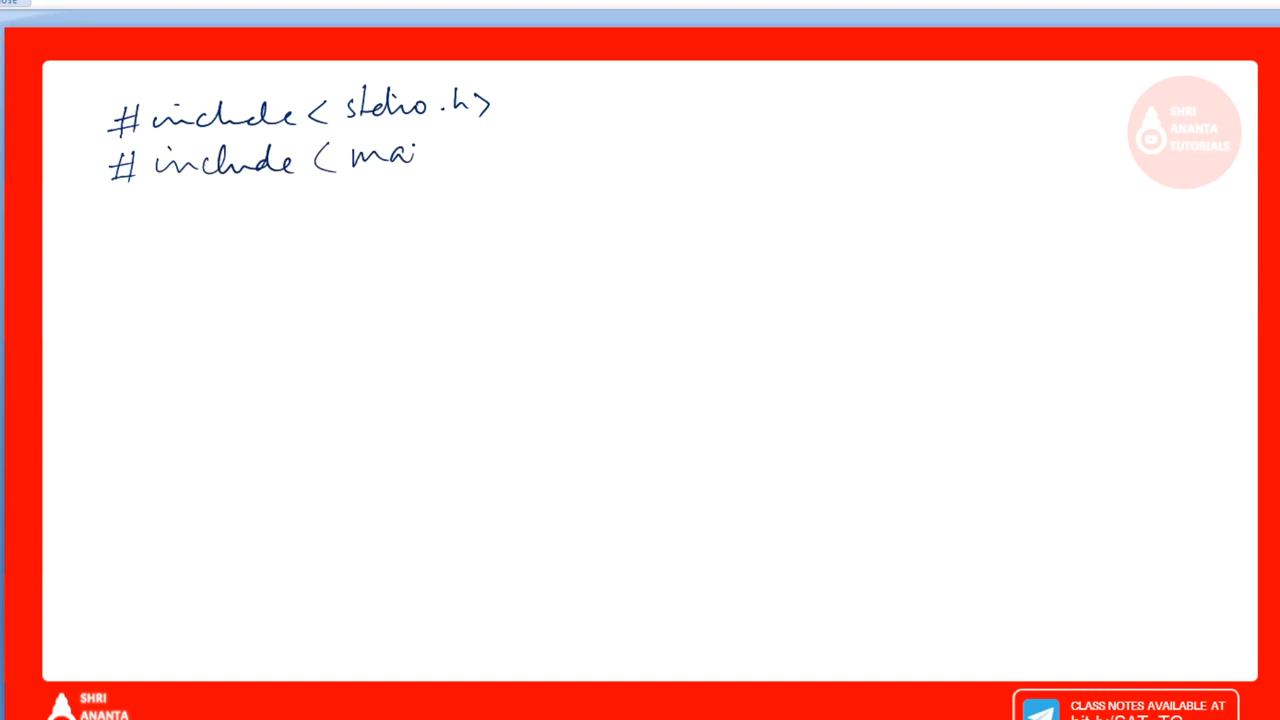 #include < stdio.h>
# include < mai
SHRI
ANANTA
TUTORIALS
SHRI
ANANTA
CLASS NOTES AVAILABLE AT